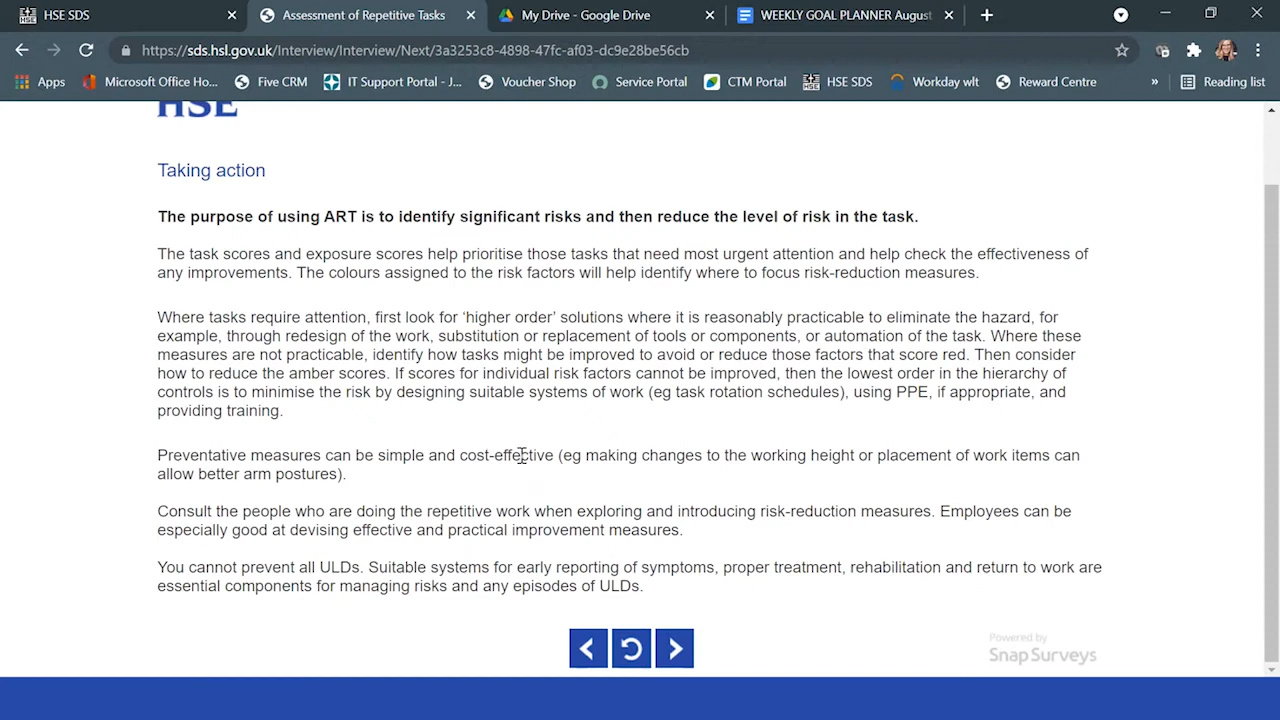 HSE SDS
Assessment of Repetitive Tasks
My Drive - Google Drive
WEEKLY GOAL PLANNER August
https://sds.hsl.gov.uk/Interview/Interview/Next/3a3253c8-4898-47fc-af03-dc9e28be56cb
Apps
Microsoft Office Ho...
Five CRM
IT Support Portal - J...
Voucher Shop
Service Portal
CTM Portal
HSE SDS
Workday wlt
Reward Centre
»
Reading list
HSE
Taking action
The purpose of using ART is to identify significant risks and then reduce the level of risk in the task.
The task scores and exposure scores help prioritise those tasks that need most urgent attention and help check the effectiveness of
any improvements. The colours assigned to the risk factors will help identify where to focus risk-reduction measures.
Where tasks require attention, first look for ‘higher order’ solutions where it is reasonably practicable to eliminate the hazard, for
example, through redesign of the work, substitution or replacement of tools or components, or automation of the task. Where these
measures are not practicable, identify how tasks might be improved to avoid or reduce those factors that score red. Then consider
how to reduce the amber scores. If scores for individual risk factors cannot be improved, then the lowest order in the hierarchy of
controls is to minimise the risk by designing suitable systems of work (eg task rotation schedules), using PPE, if appropriate, and
providing training.
Preventative measures can be simple and cost-effective (eg making changes to the working height or placement of work items can
allow better arm postures).
Consult the people who are doing the repetitive work when exploring and introducing risk-reduction measures. Employees can be
especially good at devising effective and practical improvement measures.
You cannot prevent all ULDs. Suitable systems for early reporting of symptoms, proper treatment, rehabilitation and return to work are
essential components for managing risks and any episodes of ULDs.
Powered by
SnapSurveys